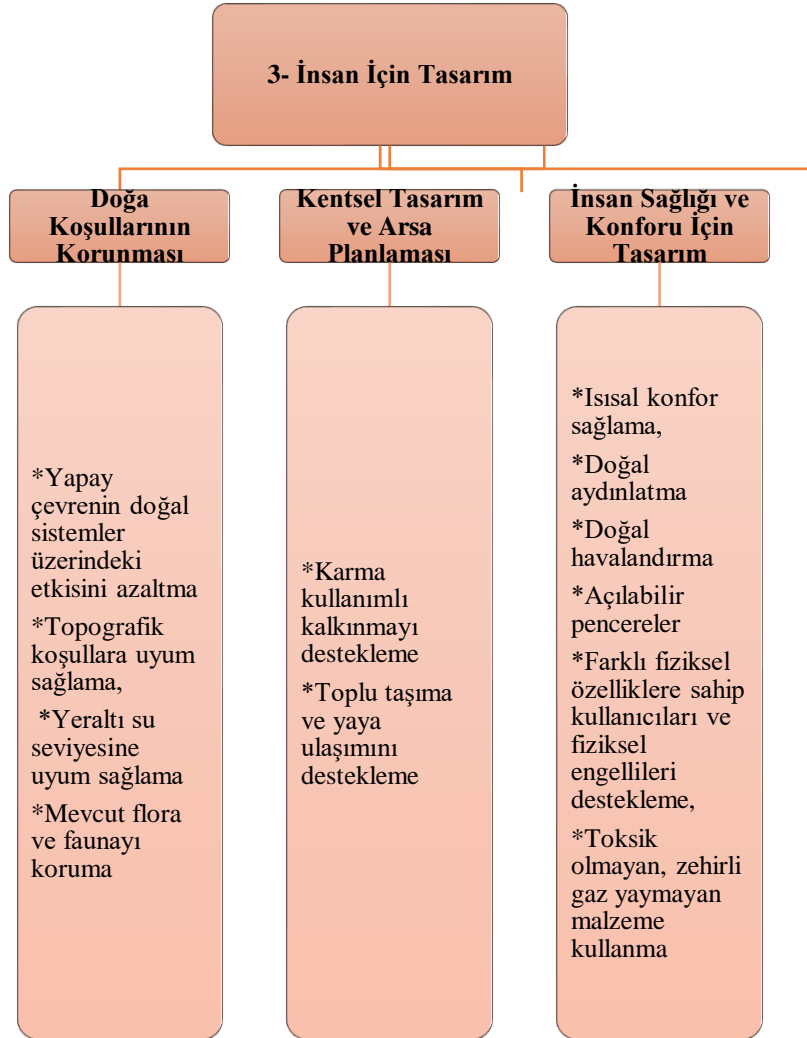 3- İnsan İçin Tasarım
Doğa
Koşullarının
Korunması
Kentsel Tasarım
ve Arsa
Planlaması
İnsan Sağlığı ve
Konforu İçin
Tasarım
*Yapay
çevrenin doğal
sistemler
üzerindeki
etkisini azaltma
*Topografik
koşullara uyum
sağlama,
*Yeraltı su
seviyesine
uyum sağlama
*Mevcut flora
ve faunayı
koruma
*Karma
kullanımlı
kalkınmayı
destekleme
*Toplu taşıma
ve yaya
ulaşımını
destekleme
*Isısal konfor
sağlama,
*Doğal
aydınlatma
*Doğal
havalandırma
*Açılabilir
pencereler
*Farklı fiziksel
özelliklere sahip
kullanıcıları ve
fiziksel
engellileri
destekleme,
*Toksik
olmayan, zehirli
gaz yaymayan
malzeme
kullanma